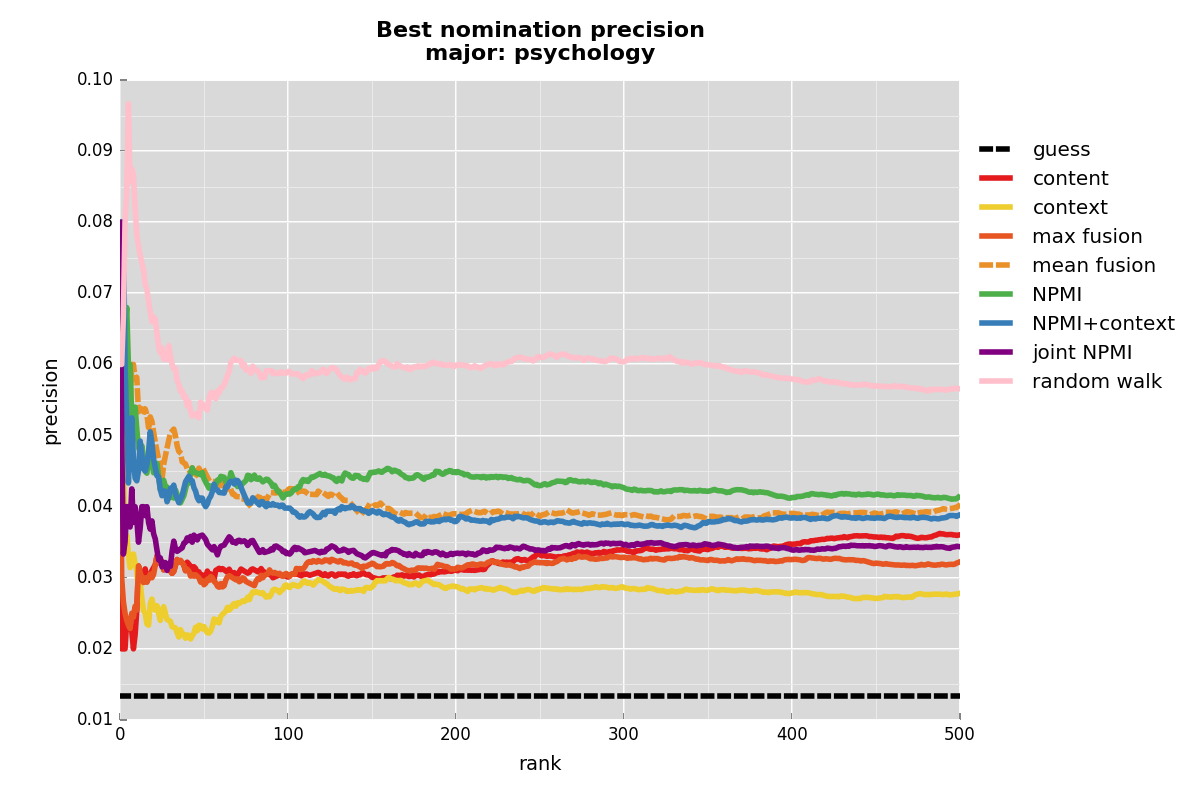 Best nomination precision
major: psychology
0.10
0.09
0.08
0.07
0.06
0.05
0.04
0.03
0.02
0.01
precision
0 100 200 300 400 500
rank
guess
content
context
max fusion
mean fusion
NPMI
NPMI+context
joint NPMI
random walk